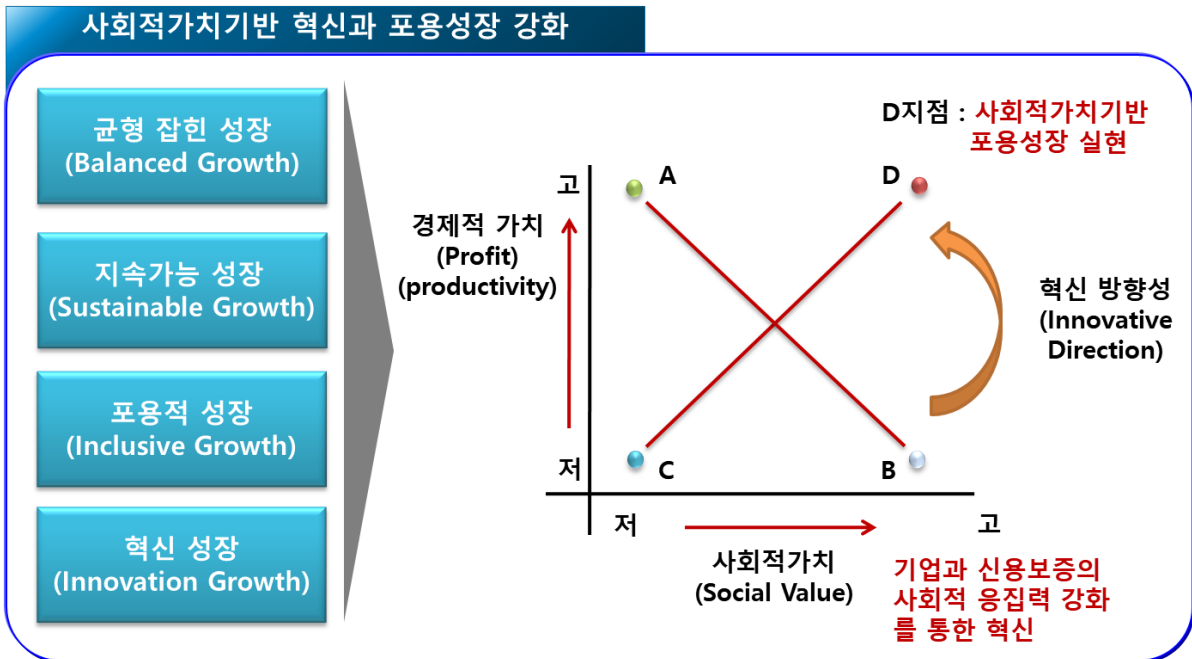 사회적가치기반 혁신과 포용성장 강화
균형 잡힌 성장
(Balanced Growth)
지속가능 성장
(Sustainable Growth)
포용적 성장
(Inclusive Growth)
혁신 성장
(Innovation Growth)
D지점 : 사회적가치기반
포용성장 실현
고
A
D
경제적 가치
(Profit)
(productivity)
혁신 방향성
(Innovative
Direction)
저
C
B
저
고
사회적가치
(Social Value)
기업과 신용보증의
사회적 응집력 강화
를 통한 혁신